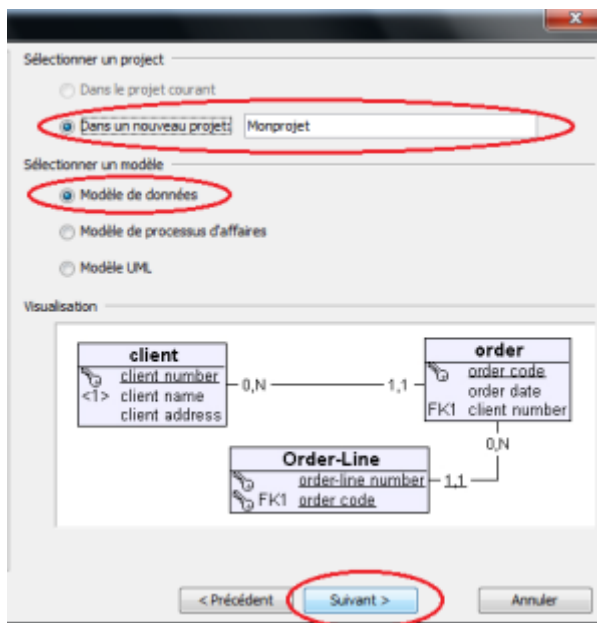 Sélectionner un project
Dans le projet courant
Dans un nouveau projet:
Monprojet
Sélectionner un modèle
Modèle de données
Modèle de processus d'affaires
Modèle UML
Visualisation
client
client number
<1> client name
client address
0,N
1,1
order
order code
order date
FK1 client number
0,N
Order-Line
order-line number
FK1 order code
1,1
< Précédent
Suivant >
Annuler